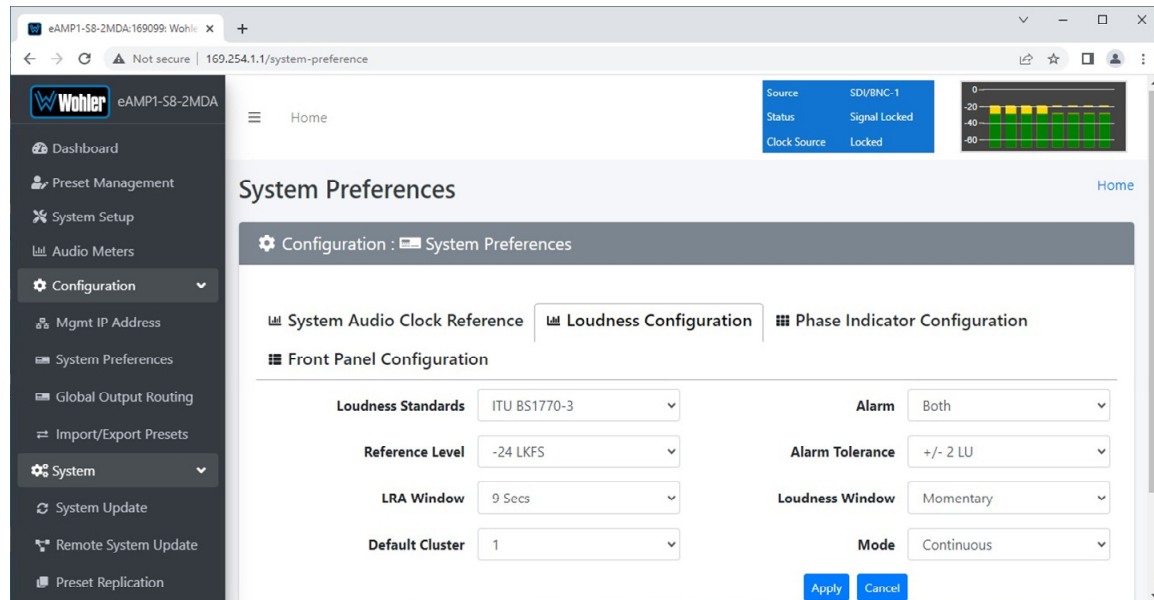 eAMP1-S8-2MDA:169099: Wohle
Not secure | 169.254.1.1/system-preference
Wohler eAMP1-S8-2MDA
Dashboard
Preset Management
System Setup
Audio Meters
Configuration
Mgmt IP Address
System Preferences
Global Output Routing
Import/Export Presets
System
System Update
Remote System Update
Preset Replication
Home
Source SDI/BNC-1
Status Signal Locked
Clock Source Locked
0
-20
-40
-60
System Preferences
Home
Configuration : System Preferences
System Audio Clock Reference
Loudness Configuration
Phase Indicator Configuration
Front Panel Configuration
Loudness Standards ITU BS1770-3 Alarm Both
Reference Level -24 LKFS Alarm Tolerance +/- 2 LU
LRA Window 9 Secs Loudness Window Momentary
Default Cluster 1 Mode Continuous
Apply Cancel